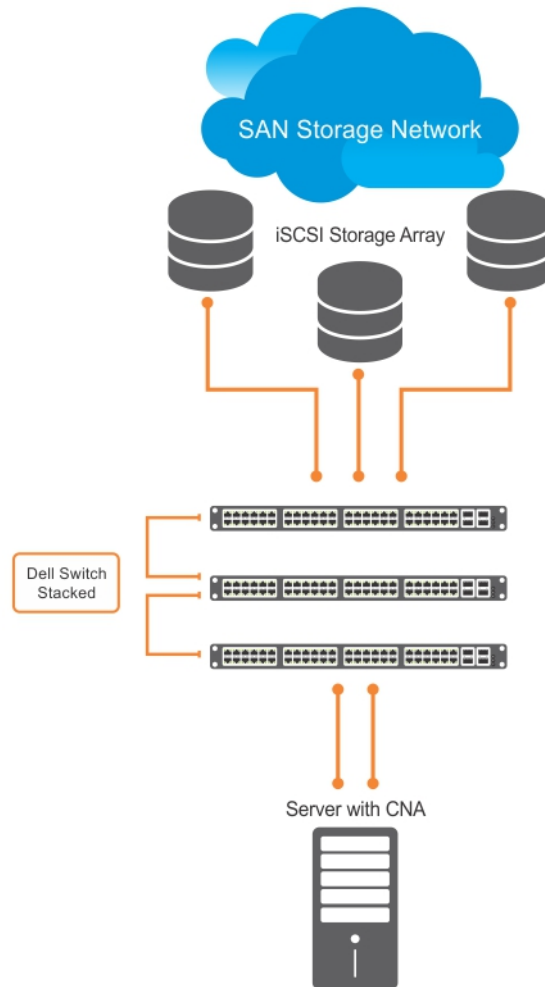 SAN Storage Network
iSCSI Storage Array
Dell Switch
Stacked
Server with CNA